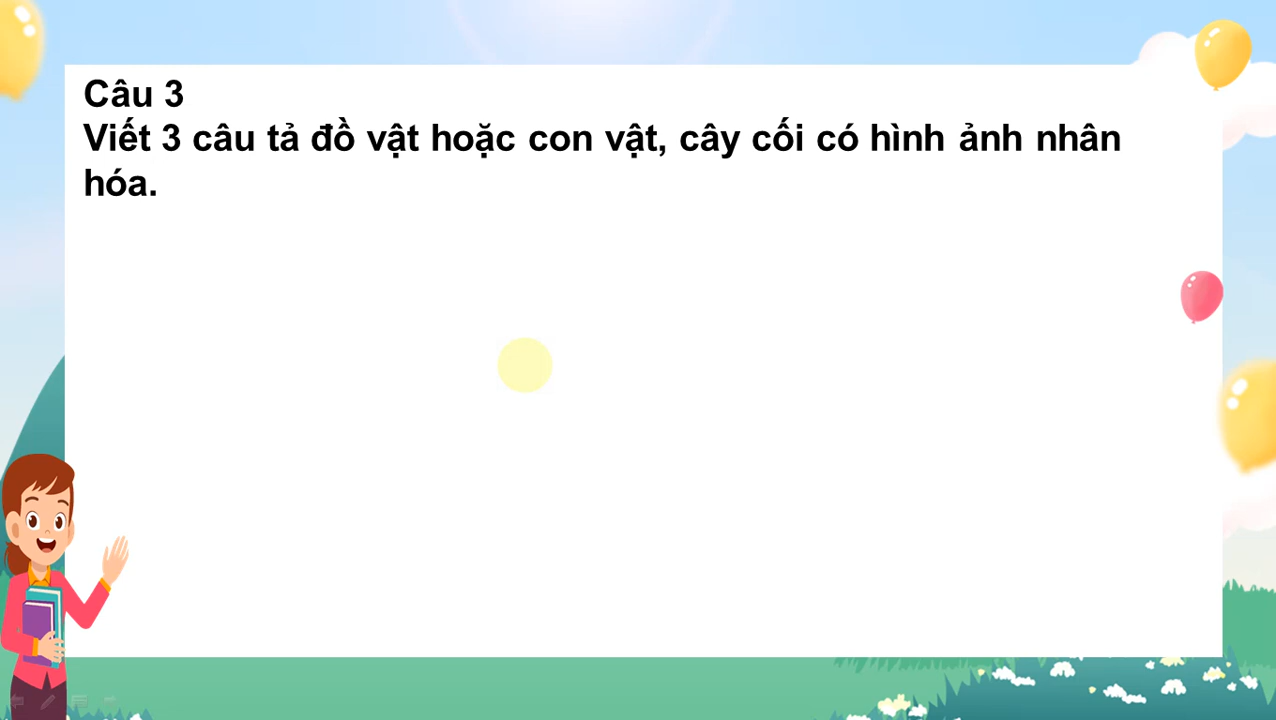 Câu 3
Viết 3 câu tả đồ vật hoặc con vật, cây cối có hình ảnh nhân
hóa.